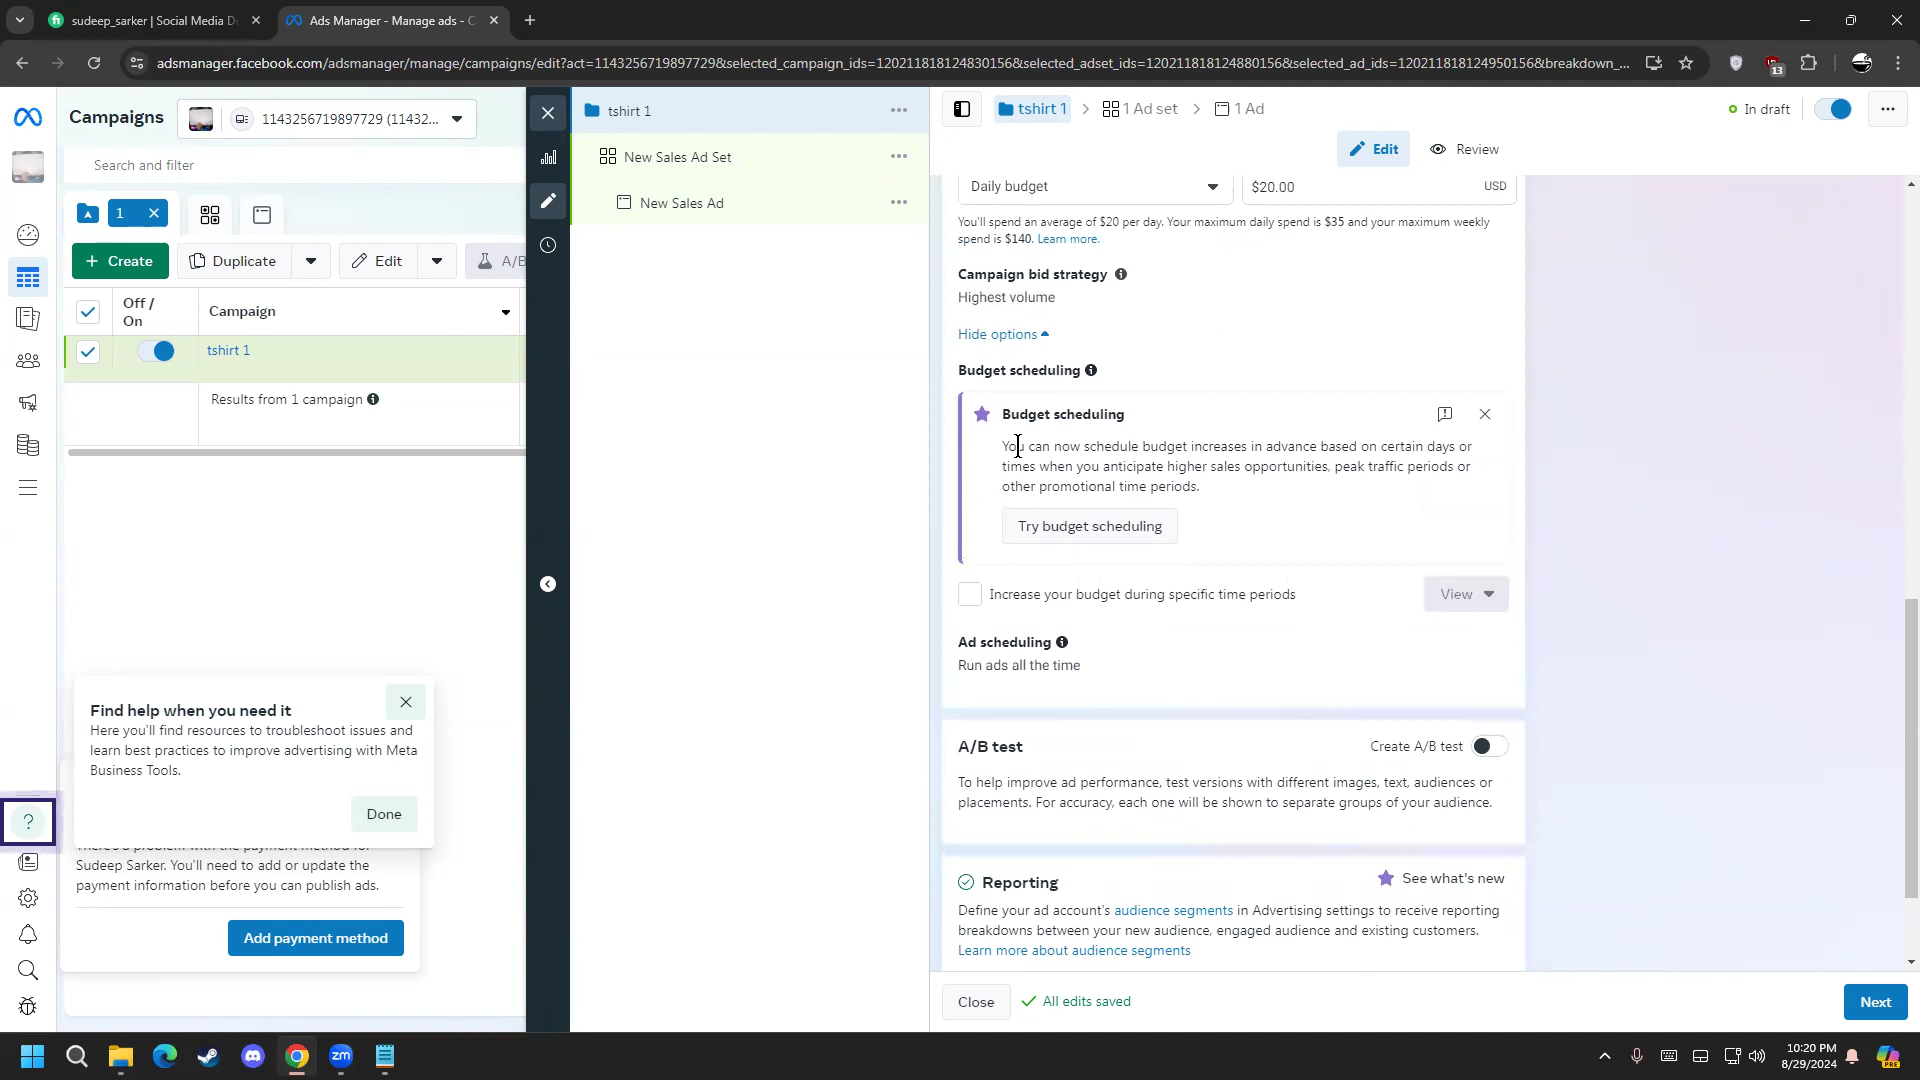 sudeep_sarker | Social Media D
Ads Manager - Manage ads - C
adsmanager.facebook.com/adsmanager/manage/campaigns/edit?act=1143256719897729&selected_campaign_ids=120211818124830156&selected_adset_ids=120211818124880156&selected_ad_ids=120211818124950156&breakdown_...
13
Campaigns
1143256719897729 (11432...
Search and filter
1
Create
Duplicate
Edit
A/B
Off / On
Campaign
tshirt 1
Results from 1 campaign
Find help when you need it
Here you'll find resources to troubleshoot issues and
learn best practices to improve advertising with Meta
Business Tools.
Done
There's a problem with the payment method for
Sudeep Sarker. You'll need to add or update the
payment information before you can publish ads.
Add payment method
tshirt 1
New Sales Ad Set
New Sales Ad
tshirt 1 > 1 Ad set > 1 Ad
In draft
Edit
Review
Daily budget
$20.00
USD
You'll spend an average of $20 per day. Your maximum daily spend is $35 and your maximum weekly
spend is $140. Learn more.
Campaign bid strategy
Highest volume
Hide options
Budget scheduling
Budget scheduling
You can now schedule budget increases in advance based on certain days or
times when you anticipate higher sales opportunities, peak traffic periods or
other promotional time periods.
Try budget scheduling
Increase your budget during specific time periods
View
Ad scheduling
Run ads all the time
A/B test
Create A/B test
To help improve ad performance, test versions with different images, text, audiences or
placements. For accuracy, each one will be shown to separate groups of your audience.
Reporting
See what's new
Define your ad account's audience segments in Advertising settings to receive reporting
breakdowns between your new audience, engaged audience and existing customers.
Learn more about audience segments
Close
All edits saved
Next
zm
10:20 PM
8/29/2024
PRE